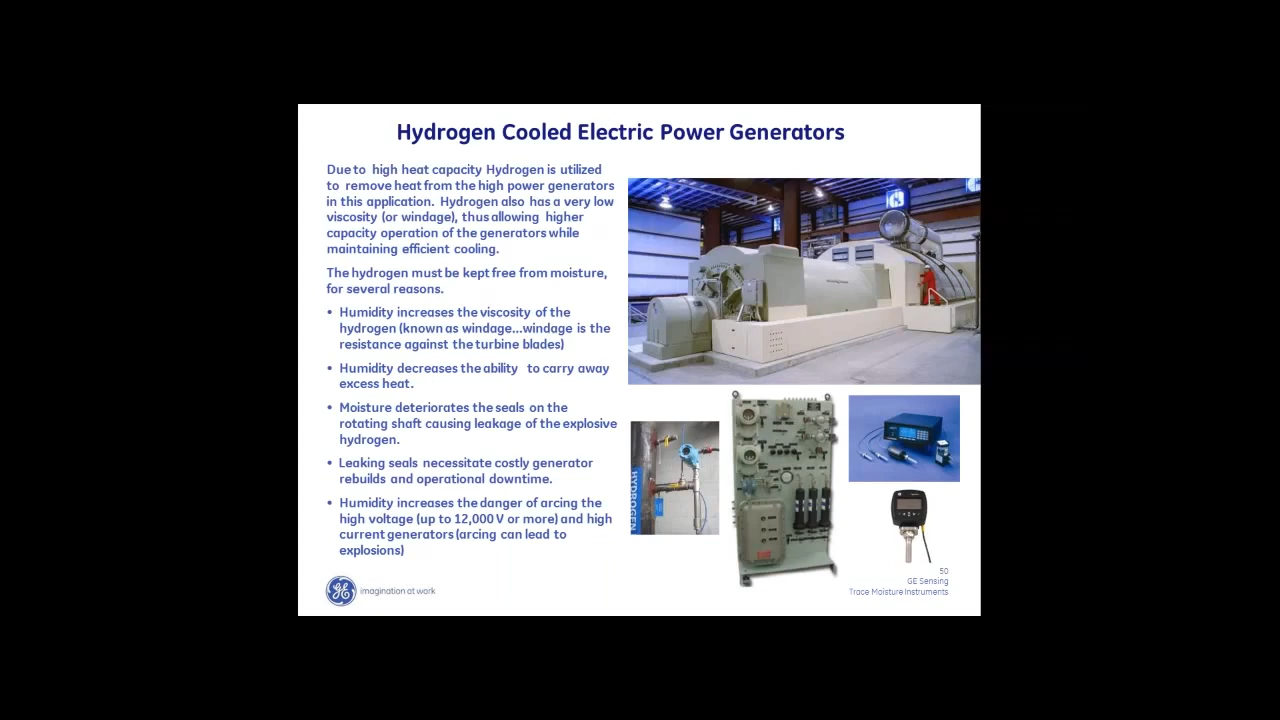 Hydrogen Cooled Electric Power Generators
Due to high heat capacity Hydrogen is utilized
to remove heat from the high power generators
in this application. Hydrogen also has a very low
viscosity (or windage), thus allowing higher
capacity operation of the generators while
maintaining efficient cooling.
The hydrogen must be kept free from moisture,
for several reasons.
• Humidity increases the viscosity of the
hydrogen (known as windage...windage is the
resistance against the turbine blades)
• Humidity decreases the ability to carry away
excess heat.
• Moisture deteriorates the seals on the
rotating shaft causing leakage of the explosive
hydrogen.
• Leaking seals necessitate costly generator
rebuilds and operational downtime.
• Humidity increases the danger of arcing the
high voltage (up to 12,000 V or more) and high
current generators (arcing can lead to
explosions)
HYDROGEN
GE
imagination at work
50
GE Sensing
Trace Moisture Instruments